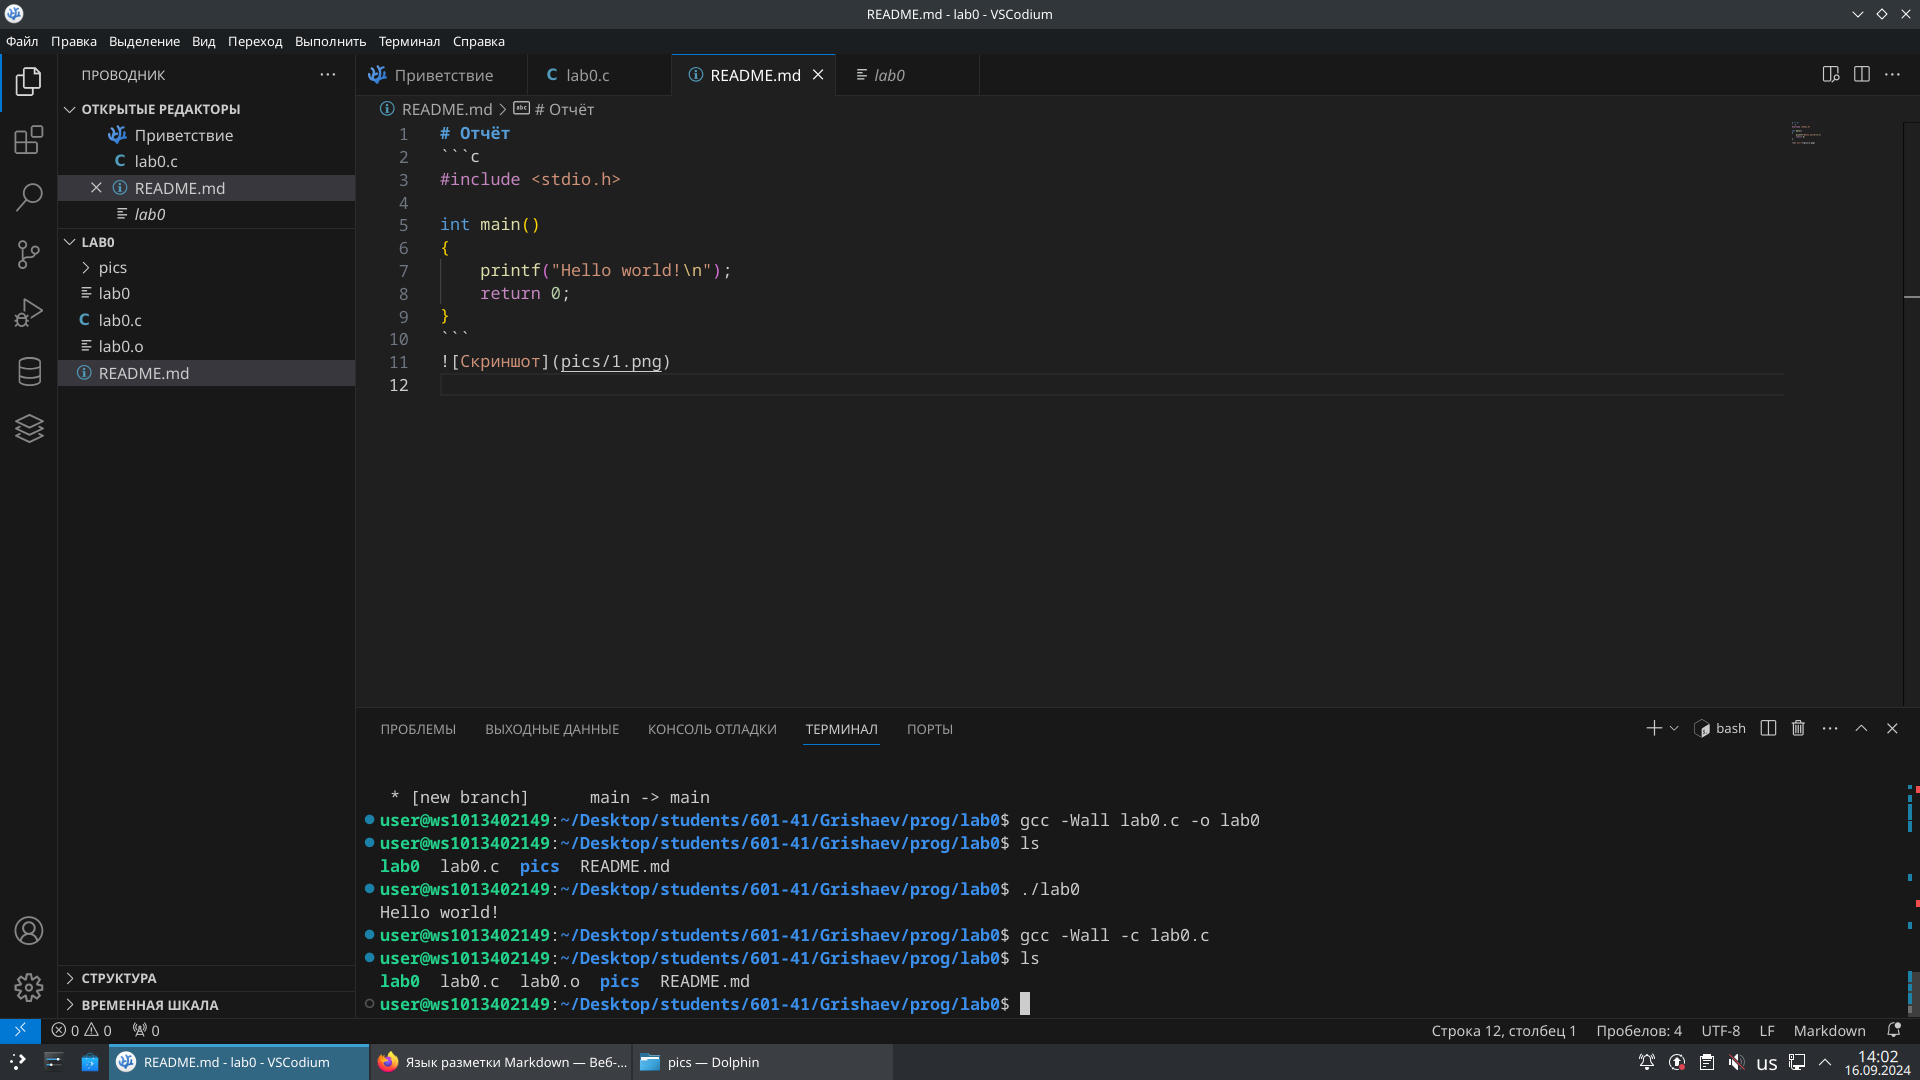 README.md - lab0 - VSCodium
Файл Правка Выделение Вид Переход Выполнить Терминал Справка
ПРОВОДНИК
ОТКРЫТЫЕ РЕДАКТОРЫ
Приветствие
lab0.c
README.md
lab0
LAB0
pics
lab0
lab0.c
lab0.o
README.md
СТРУКТУРА
ВРЕМЕННАЯ ШКАЛА
Приветствие lab0.c README.md lab0
README.md > # Отчёт
1 # Отчёт
2 ```c
3 #include <stdio.h>
4
5 int main()
6 {
7 printf("Hello world!\n");
8 return 0;
9 }
10 ```
11 ![Скриншот](pics/1.png)
12
ПРОБЛЕМЫ ВЫХОДНЫЕ ДАННЫЕ КОНСОЛЬ ОТЛАДКИ ТЕРМИНАЛ ПОРТЫ
bash
* [new branch] main -> main
user@ws1013402149:~/Desktop/students/601-41/Grishaev/prog/lab0$ gcc -Wall lab0.c -o lab0
user@ws1013402149:~/Desktop/students/601-41/Grishaev/prog/lab0$ ls
lab0 lab0.c pics README.md
user@ws1013402149:~/Desktop/students/601-41/Grishaev/prog/lab0$ ./lab0
Hello world!
user@ws1013402149:~/Desktop/students/601-41/Grishaev/prog/lab0$ gcc -Wall -c lab0.c
user@ws1013402149:~/Desktop/students/601-41/Grishaev/prog/lab0$ ls
lab0 lab0.c lab0.o pics README.md
user@ws1013402149:~/Desktop/students/601-41/Grishaev/prog/lab0$
0 0 0 Строка 12, столбец 1 Пробелов: 4 UTF-8 LF Markdown
README.md - lab0 - VSCodium Язык разметки Markdown — Веб-... pics — Dolphin us 14:02
16.09.2024